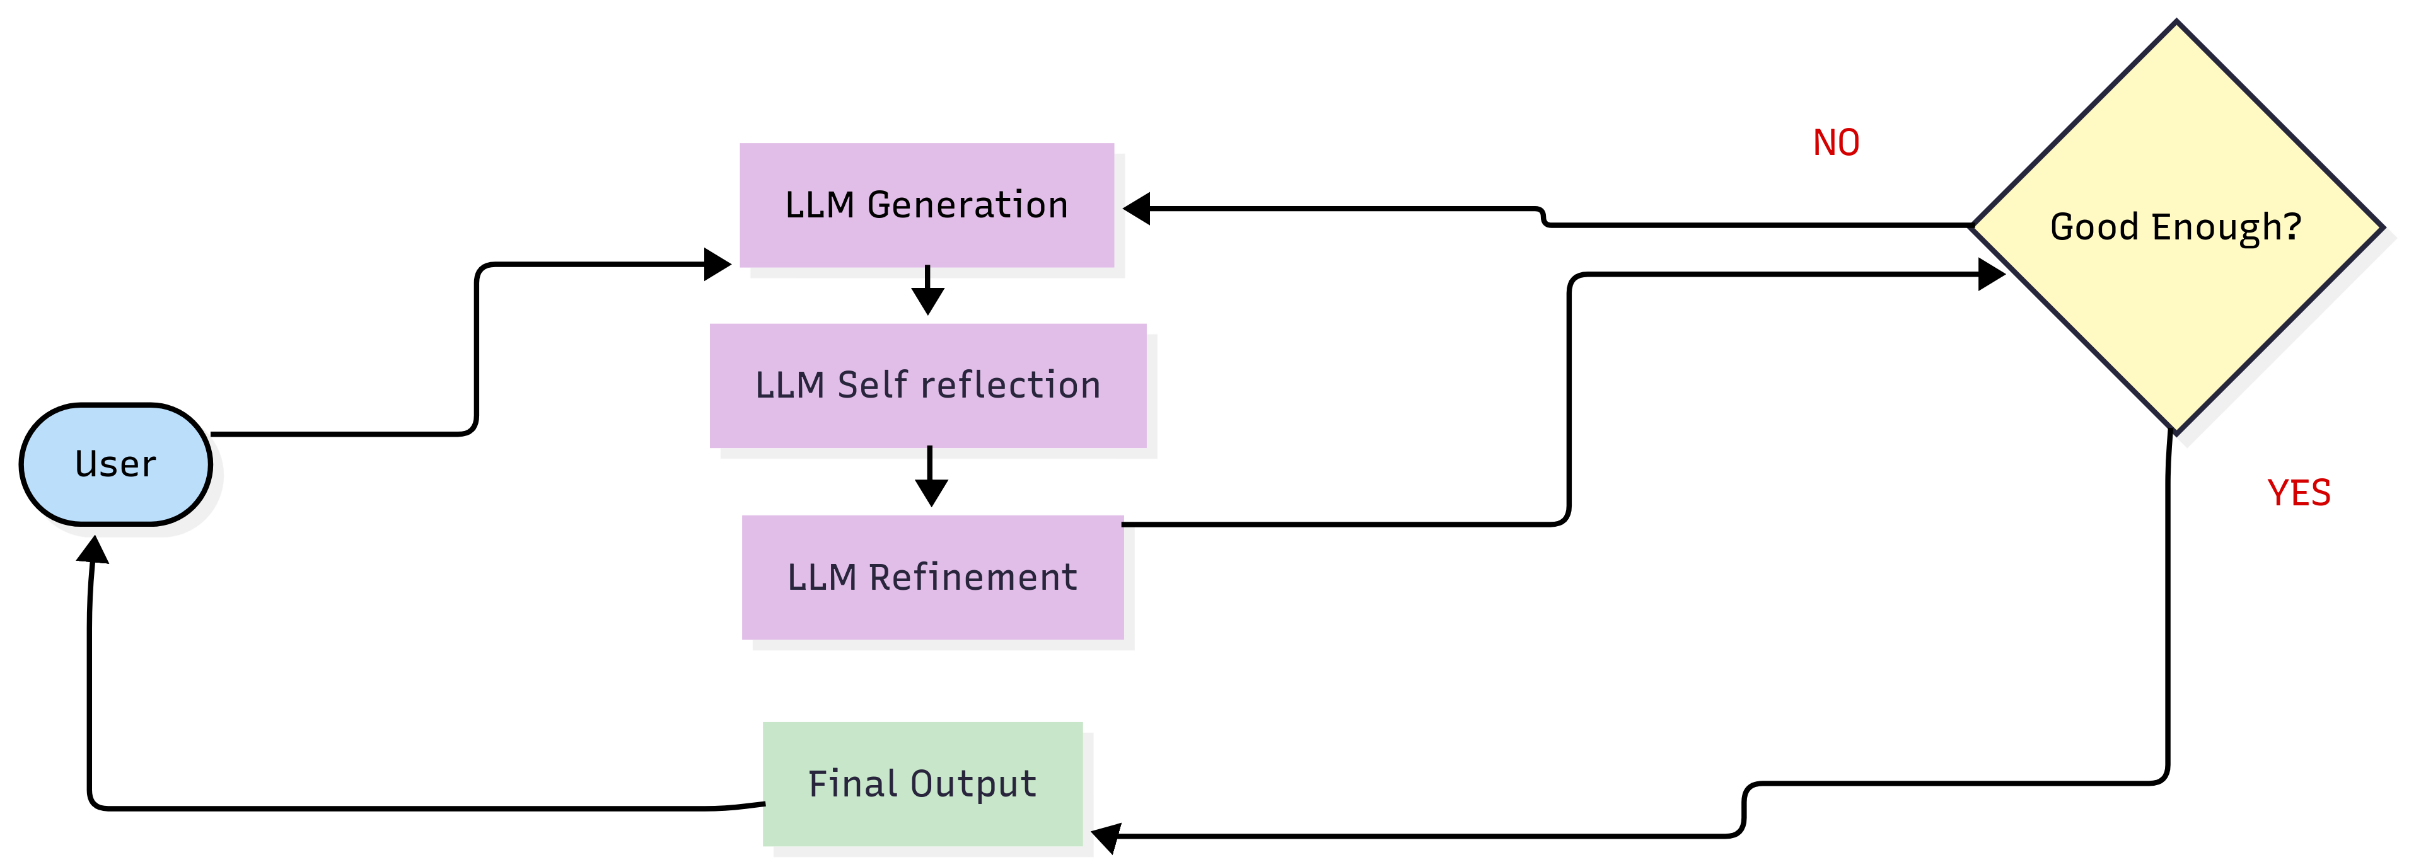 User
LLM Generation
LLM Self reflection
LLM Refinement
Good Enough?
NO
YES
Final Output